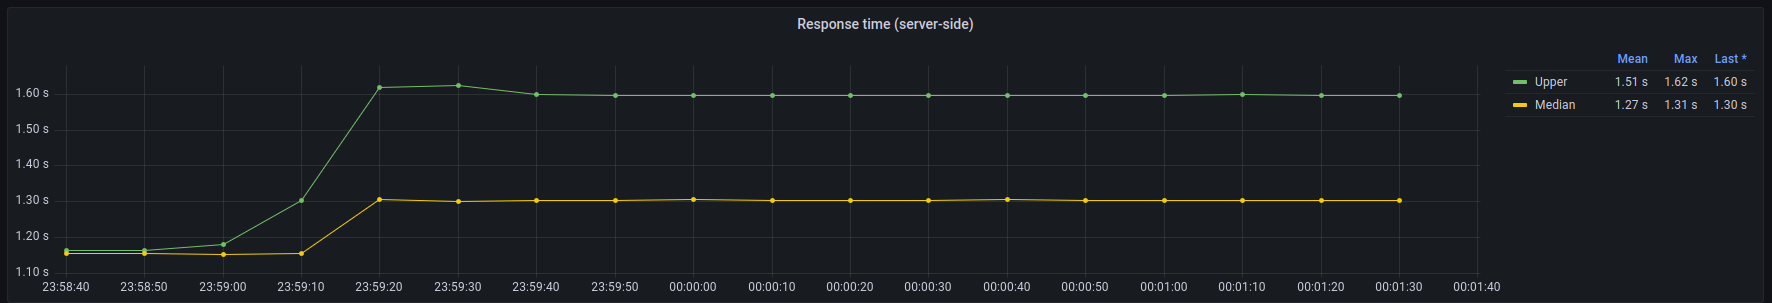 Response time (server-side)
Mean Max Last *
Upper 1.51 s 1.62 s 1.60 s
Median 1.27 s 1.31 s 1.30 s
1.60 s
1.50 s
1.40 s
1.30 s
1.20 s
1.10 s
23:58:40 23:58:50 23:59:00 23:59:10 23:59:20 23:59:30 23:59:40 23:59:50 00:00:00 00:00:10 00:00:20 00:00:30 00:00:40 00:00:50 00:01:00 00:01:10 00:01:20 00:01:30 00:01:40